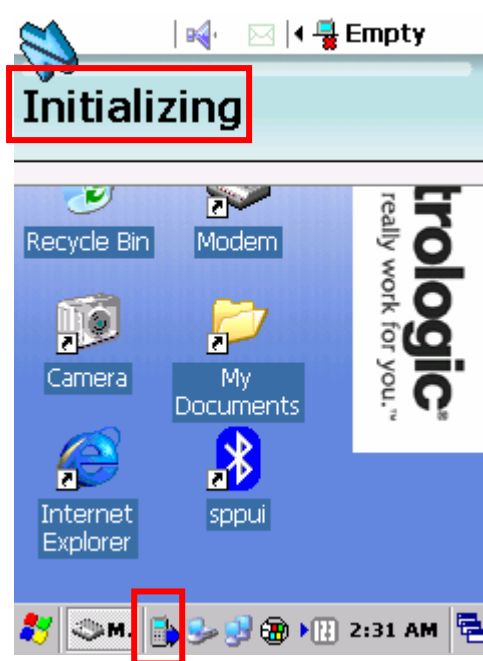 Empty
Initializing
Recycle Bin
Modem
Camera
My
Documents
Internet
Explorer
sppui
trologic®
really work for you.™
M.
2:31 AM